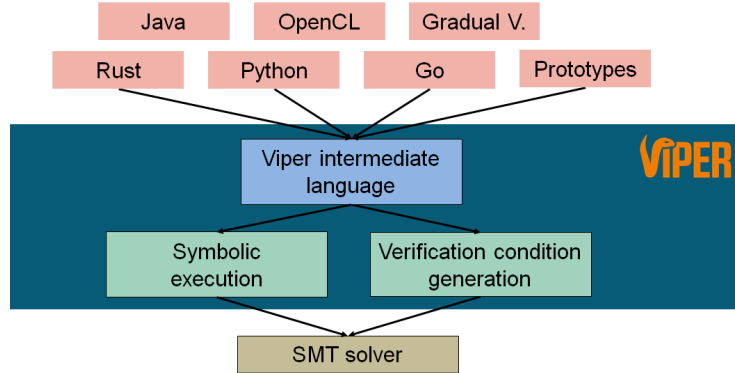 Java
OpenCL
Gradual V.
Rust
Python
Go
Prototypes
Viper intermediate
language
VIPER
Symbolic
execution
Verification condition
generation
SMT solver